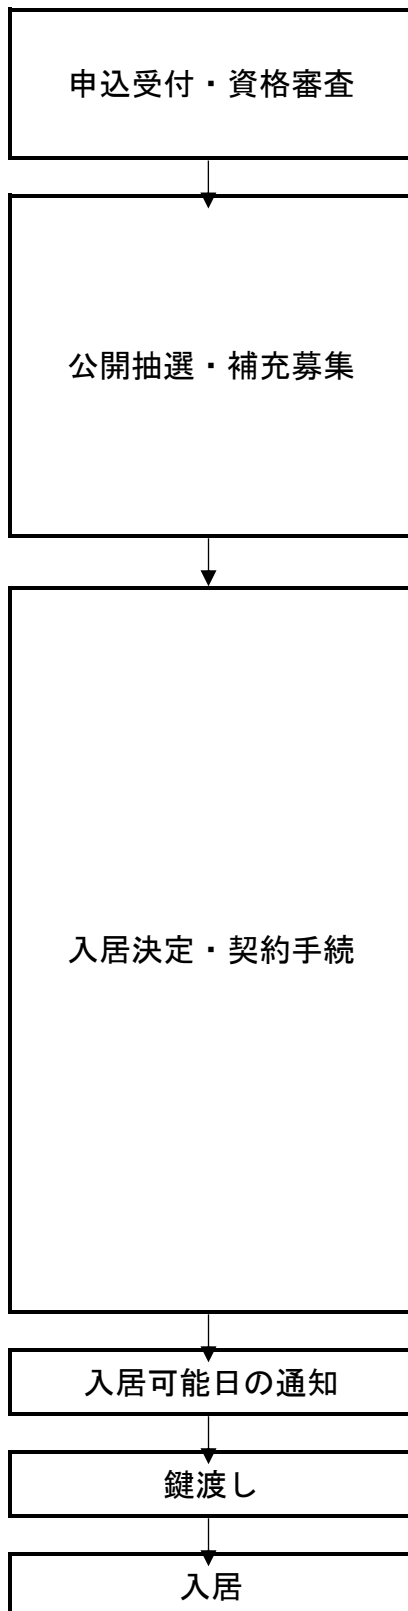 申込受付・資格審査
公開抽選・補充募集
入居決定・契約手続
入居可能日の通知
鍵渡し
入居